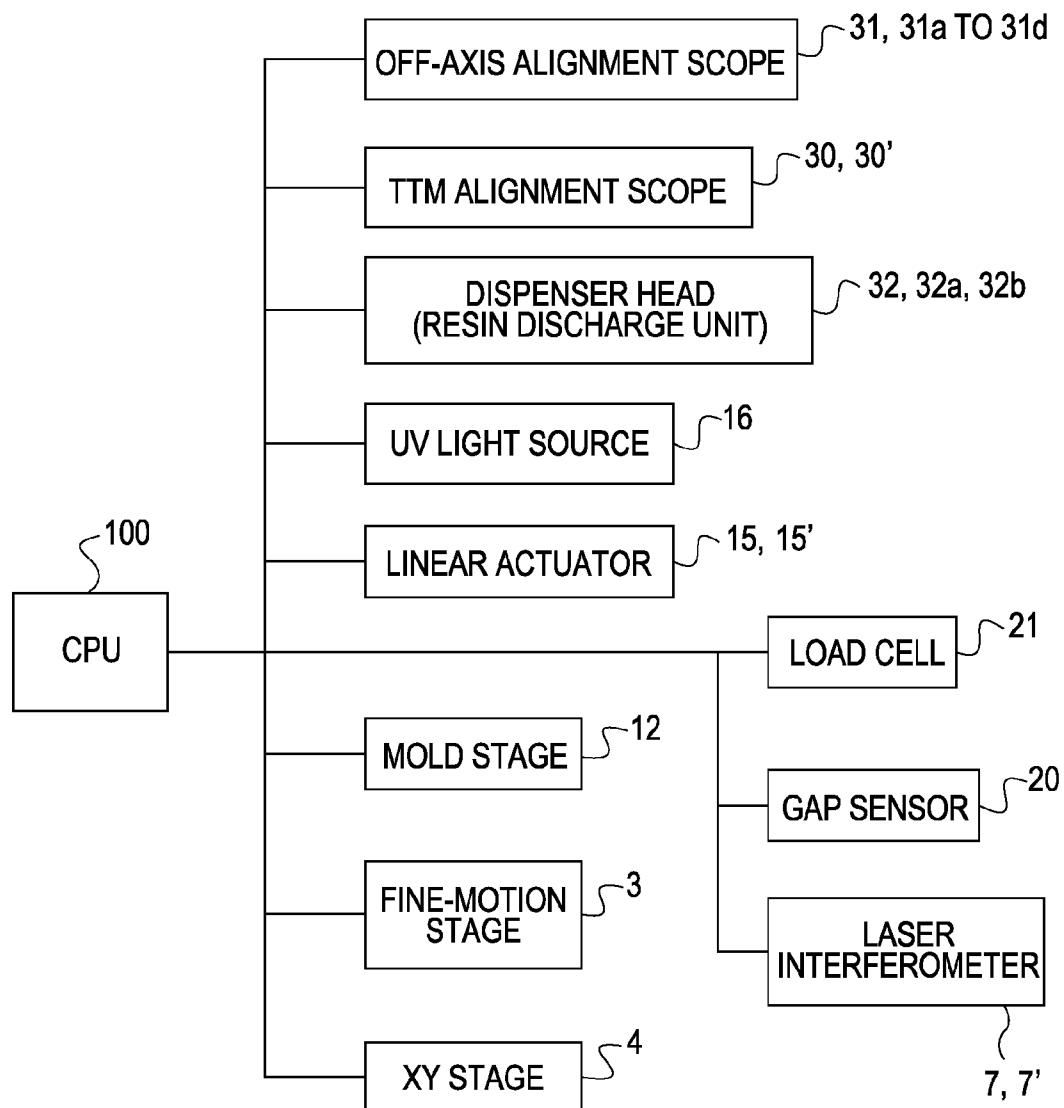 31, 31a TO 31d
OFF-AXIS ALIGNMENT SCOPE
30, 30’
TTM ALIGNMENT SCOPE
32, 32a, 32b
DISPENSER HEAD
(RESIN DISCHARGE UNIT)
16
UV LIGHT SOURCE
15, 15’
LINEAR ACTUATOR
100
CPU
21
LOAD CELL
12
MOLD STAGE
20
GAP SENSOR
3
FINE-MOTION
STAGE
LASER
INTERFEROMETER
7, 7’
4
XY STAGE